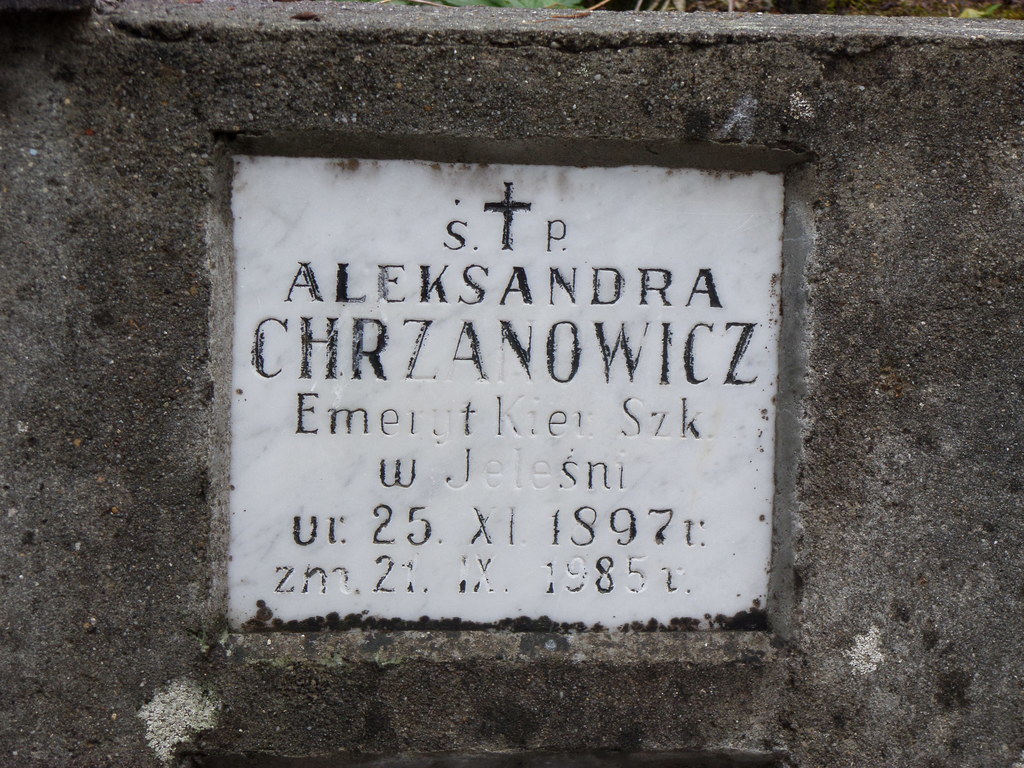 ś. p.
ALEKSANDRA
CHRZANOWICZ
Emeryt Kier. Szk.
w Jeleśni
ur. 25. XI. 1897 r.
zm. 21. IX. 1985 r.